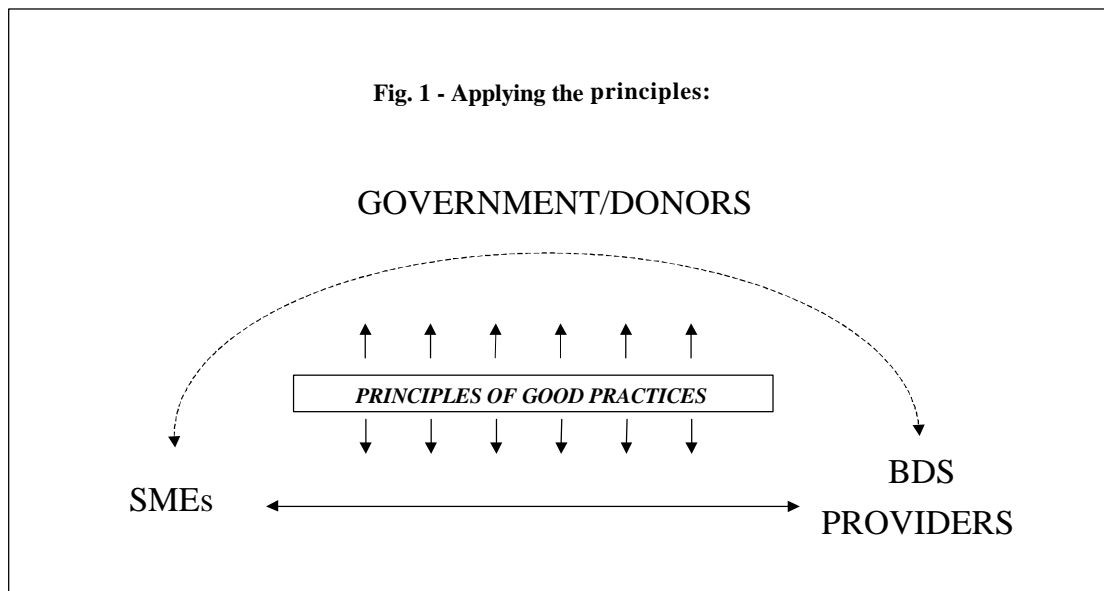 Fig. 1 - Applying the principles:
GOVERNMENT/DONORS
PRINCIPLES OF GOOD PRACTICES
SMEs
BDS
PROVIDERS